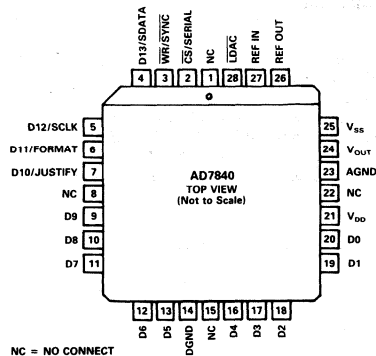 D13/SDATA
WR/SYNC
CS/SERIAL
NC
LDAC
REF IN
REF OUT
4 3 2 1 28 27 26
D12/SCLK 5
D11/FORMAT 6
D10/JUSTIFY 7
NC 8
D9 9
D8 10
D7 11
AD7840
TOP VIEW
(Not to Scale)
25 VSS
24 VOUT
23 AGND
22 NC
21 VDD
20 D0
19 D1
12 13 14 15 16 17 18
D6
D5
DGND
NC
D4
D3
D2
NC = NO CONNECT